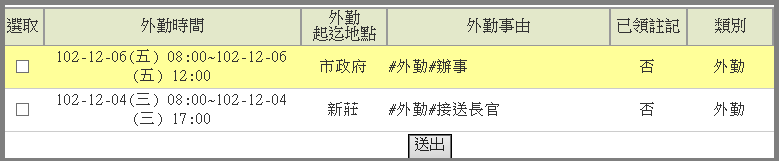 選取 外勤時間 外勤起迄地點 外勤事由 已領註記 類別
102-12-06(五) 08:00~102-12-06
(五) 12:00 市政府 #外勤#辦事 否 外勤
102-12-04(三) 08:00~102-12-04
(三) 17:00 新莊 #外勤#接送長官 否 外勤
送出